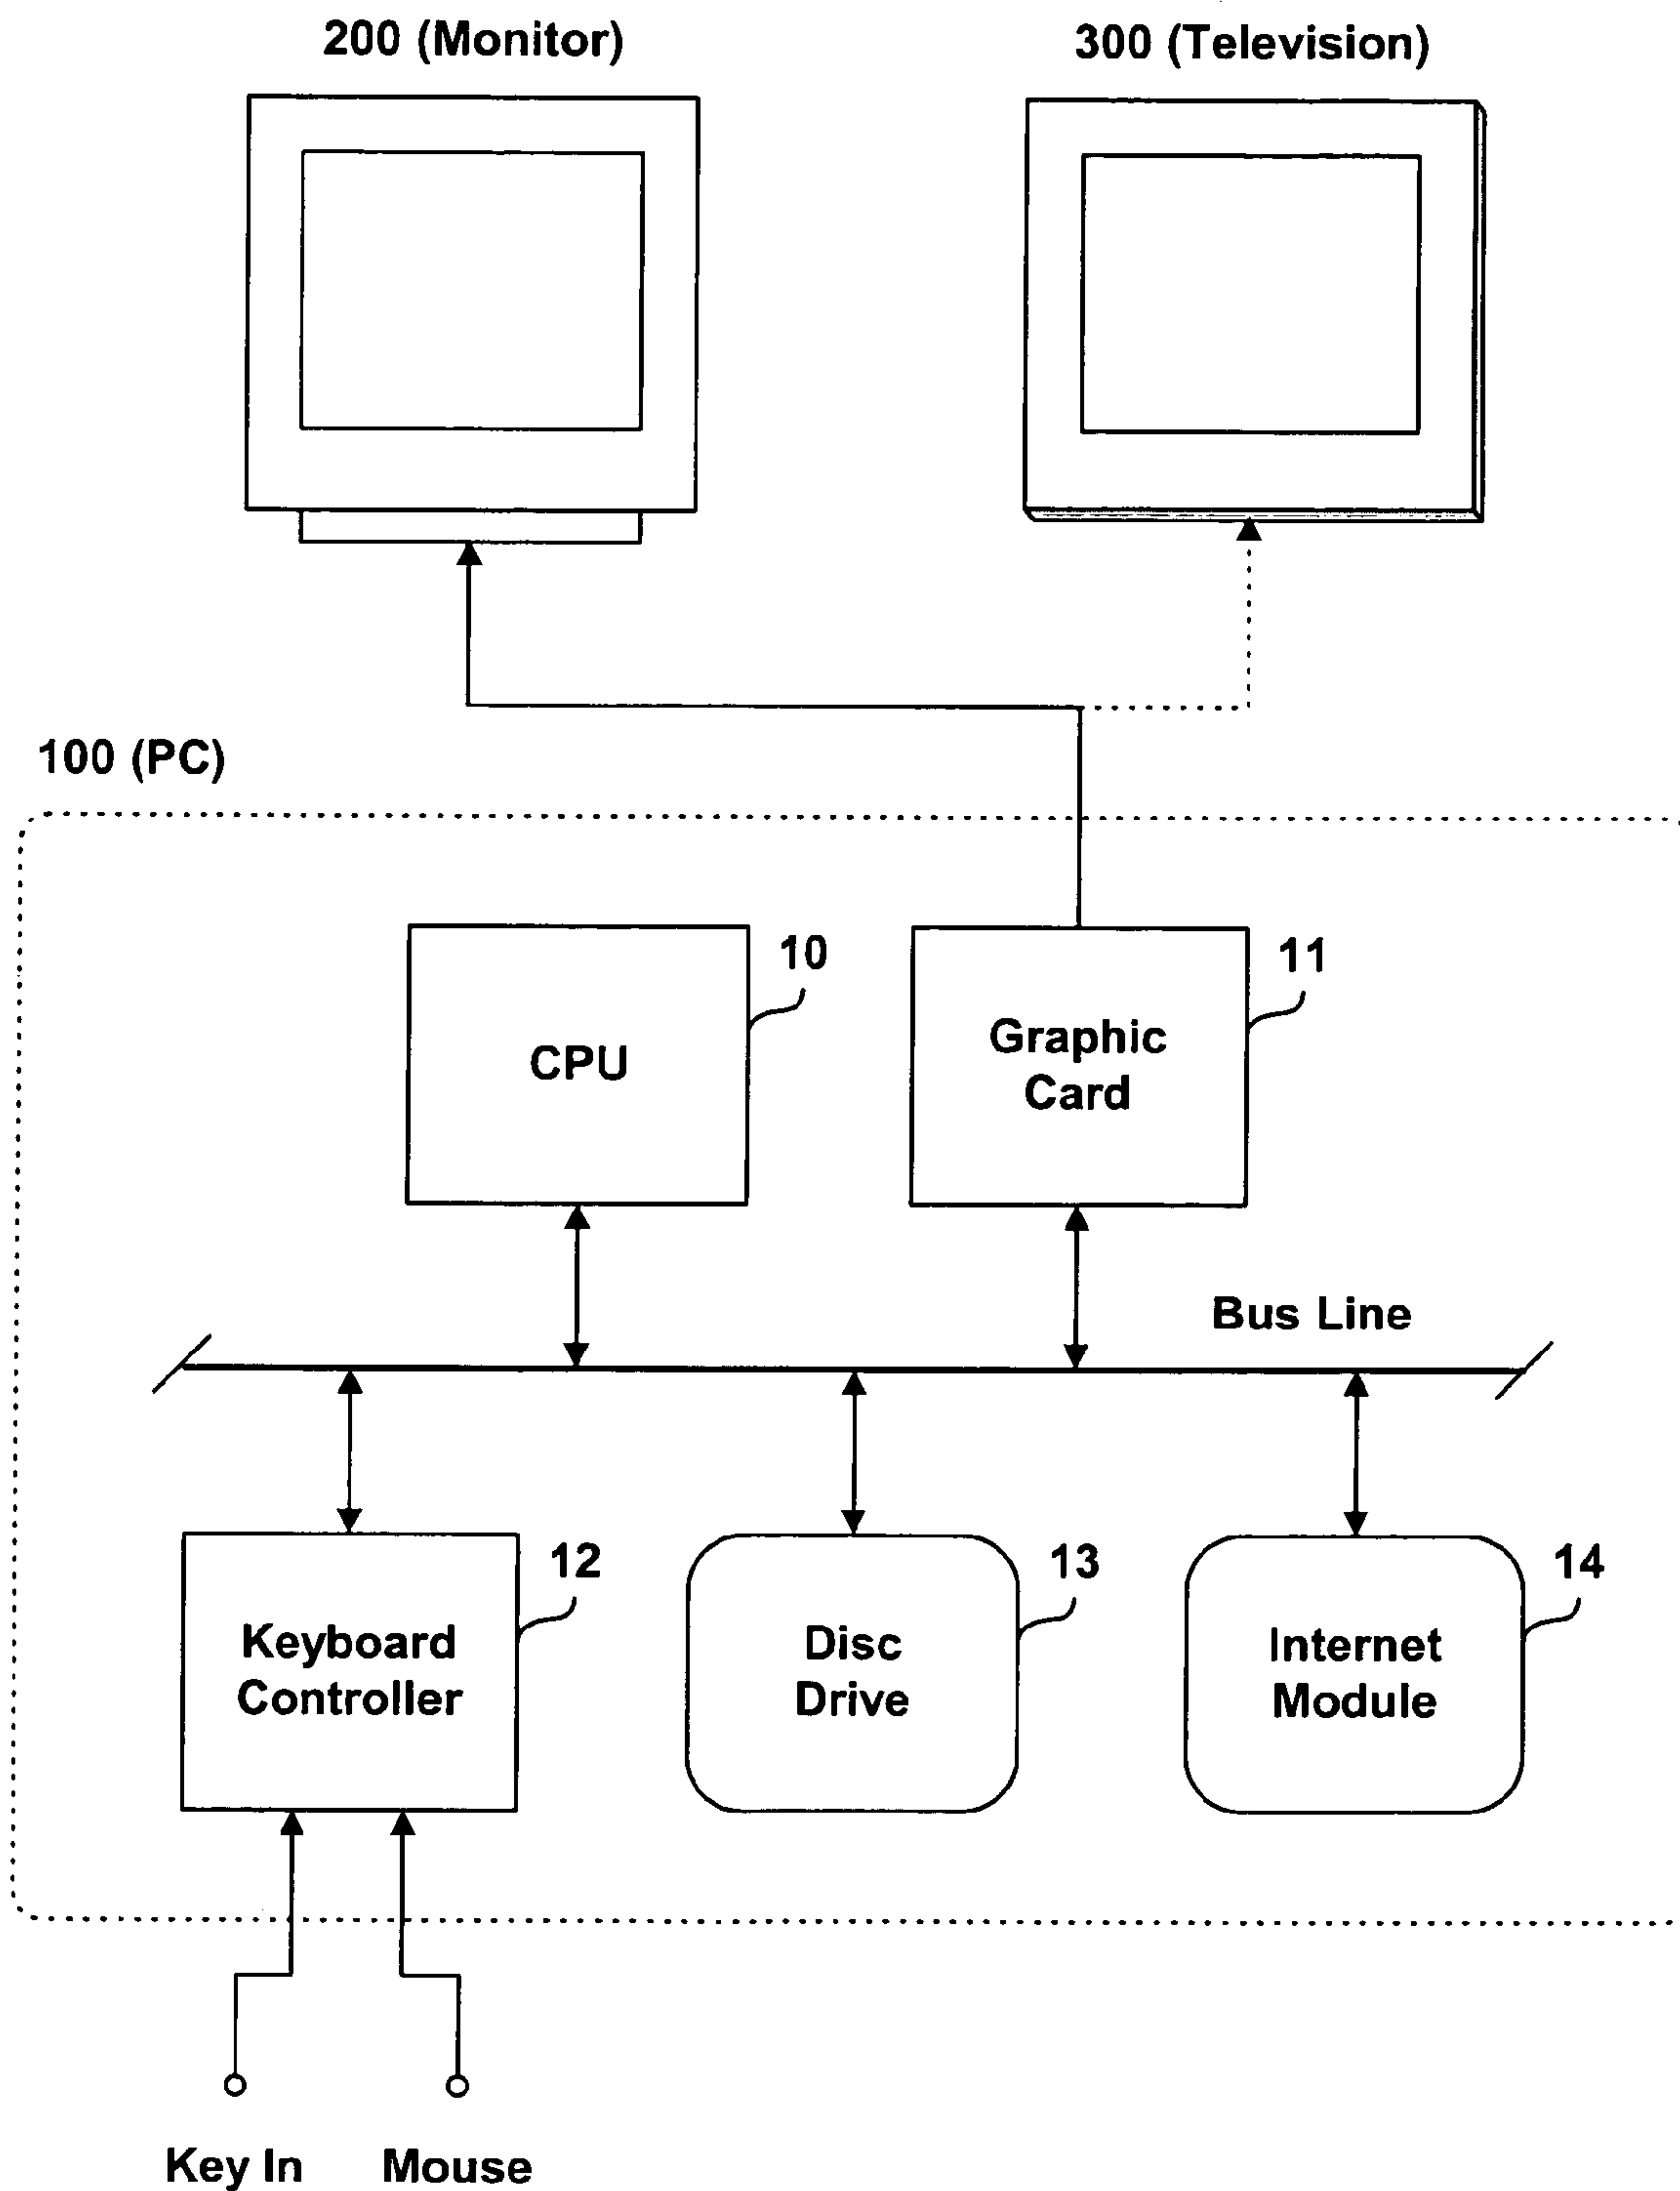 200 (Monitor)
300 (Television)
100 (PC)
10
11
CPU
Graphic
Card
Bus Line
12
13
14
Keyboard
Controller
Disc
Drive
Internet
Module
Key In
Mouse